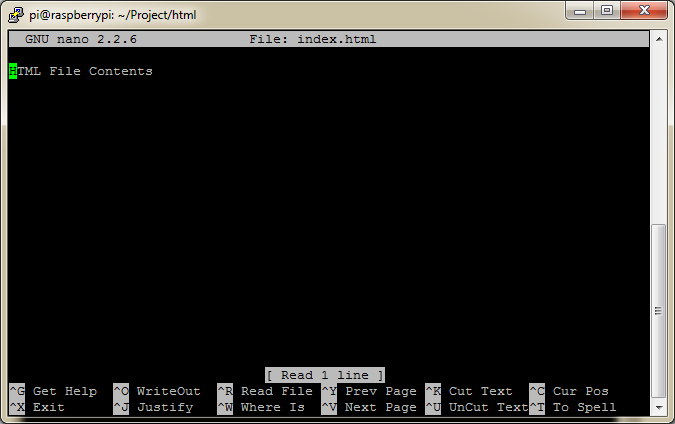 pi@raspberrypi: ~/Project/html
GNU nano 2.2.6 File: index.html
HTML File Contents
[ Read 1 line ]
^G Get Help ^O WriteOut ^R Read File ^Y Prev Page ^K Cut Text ^C Cur Pos
^X Exit ^J Justify ^W Where Is ^V Next Page ^U UnCut Text ^T To Spell